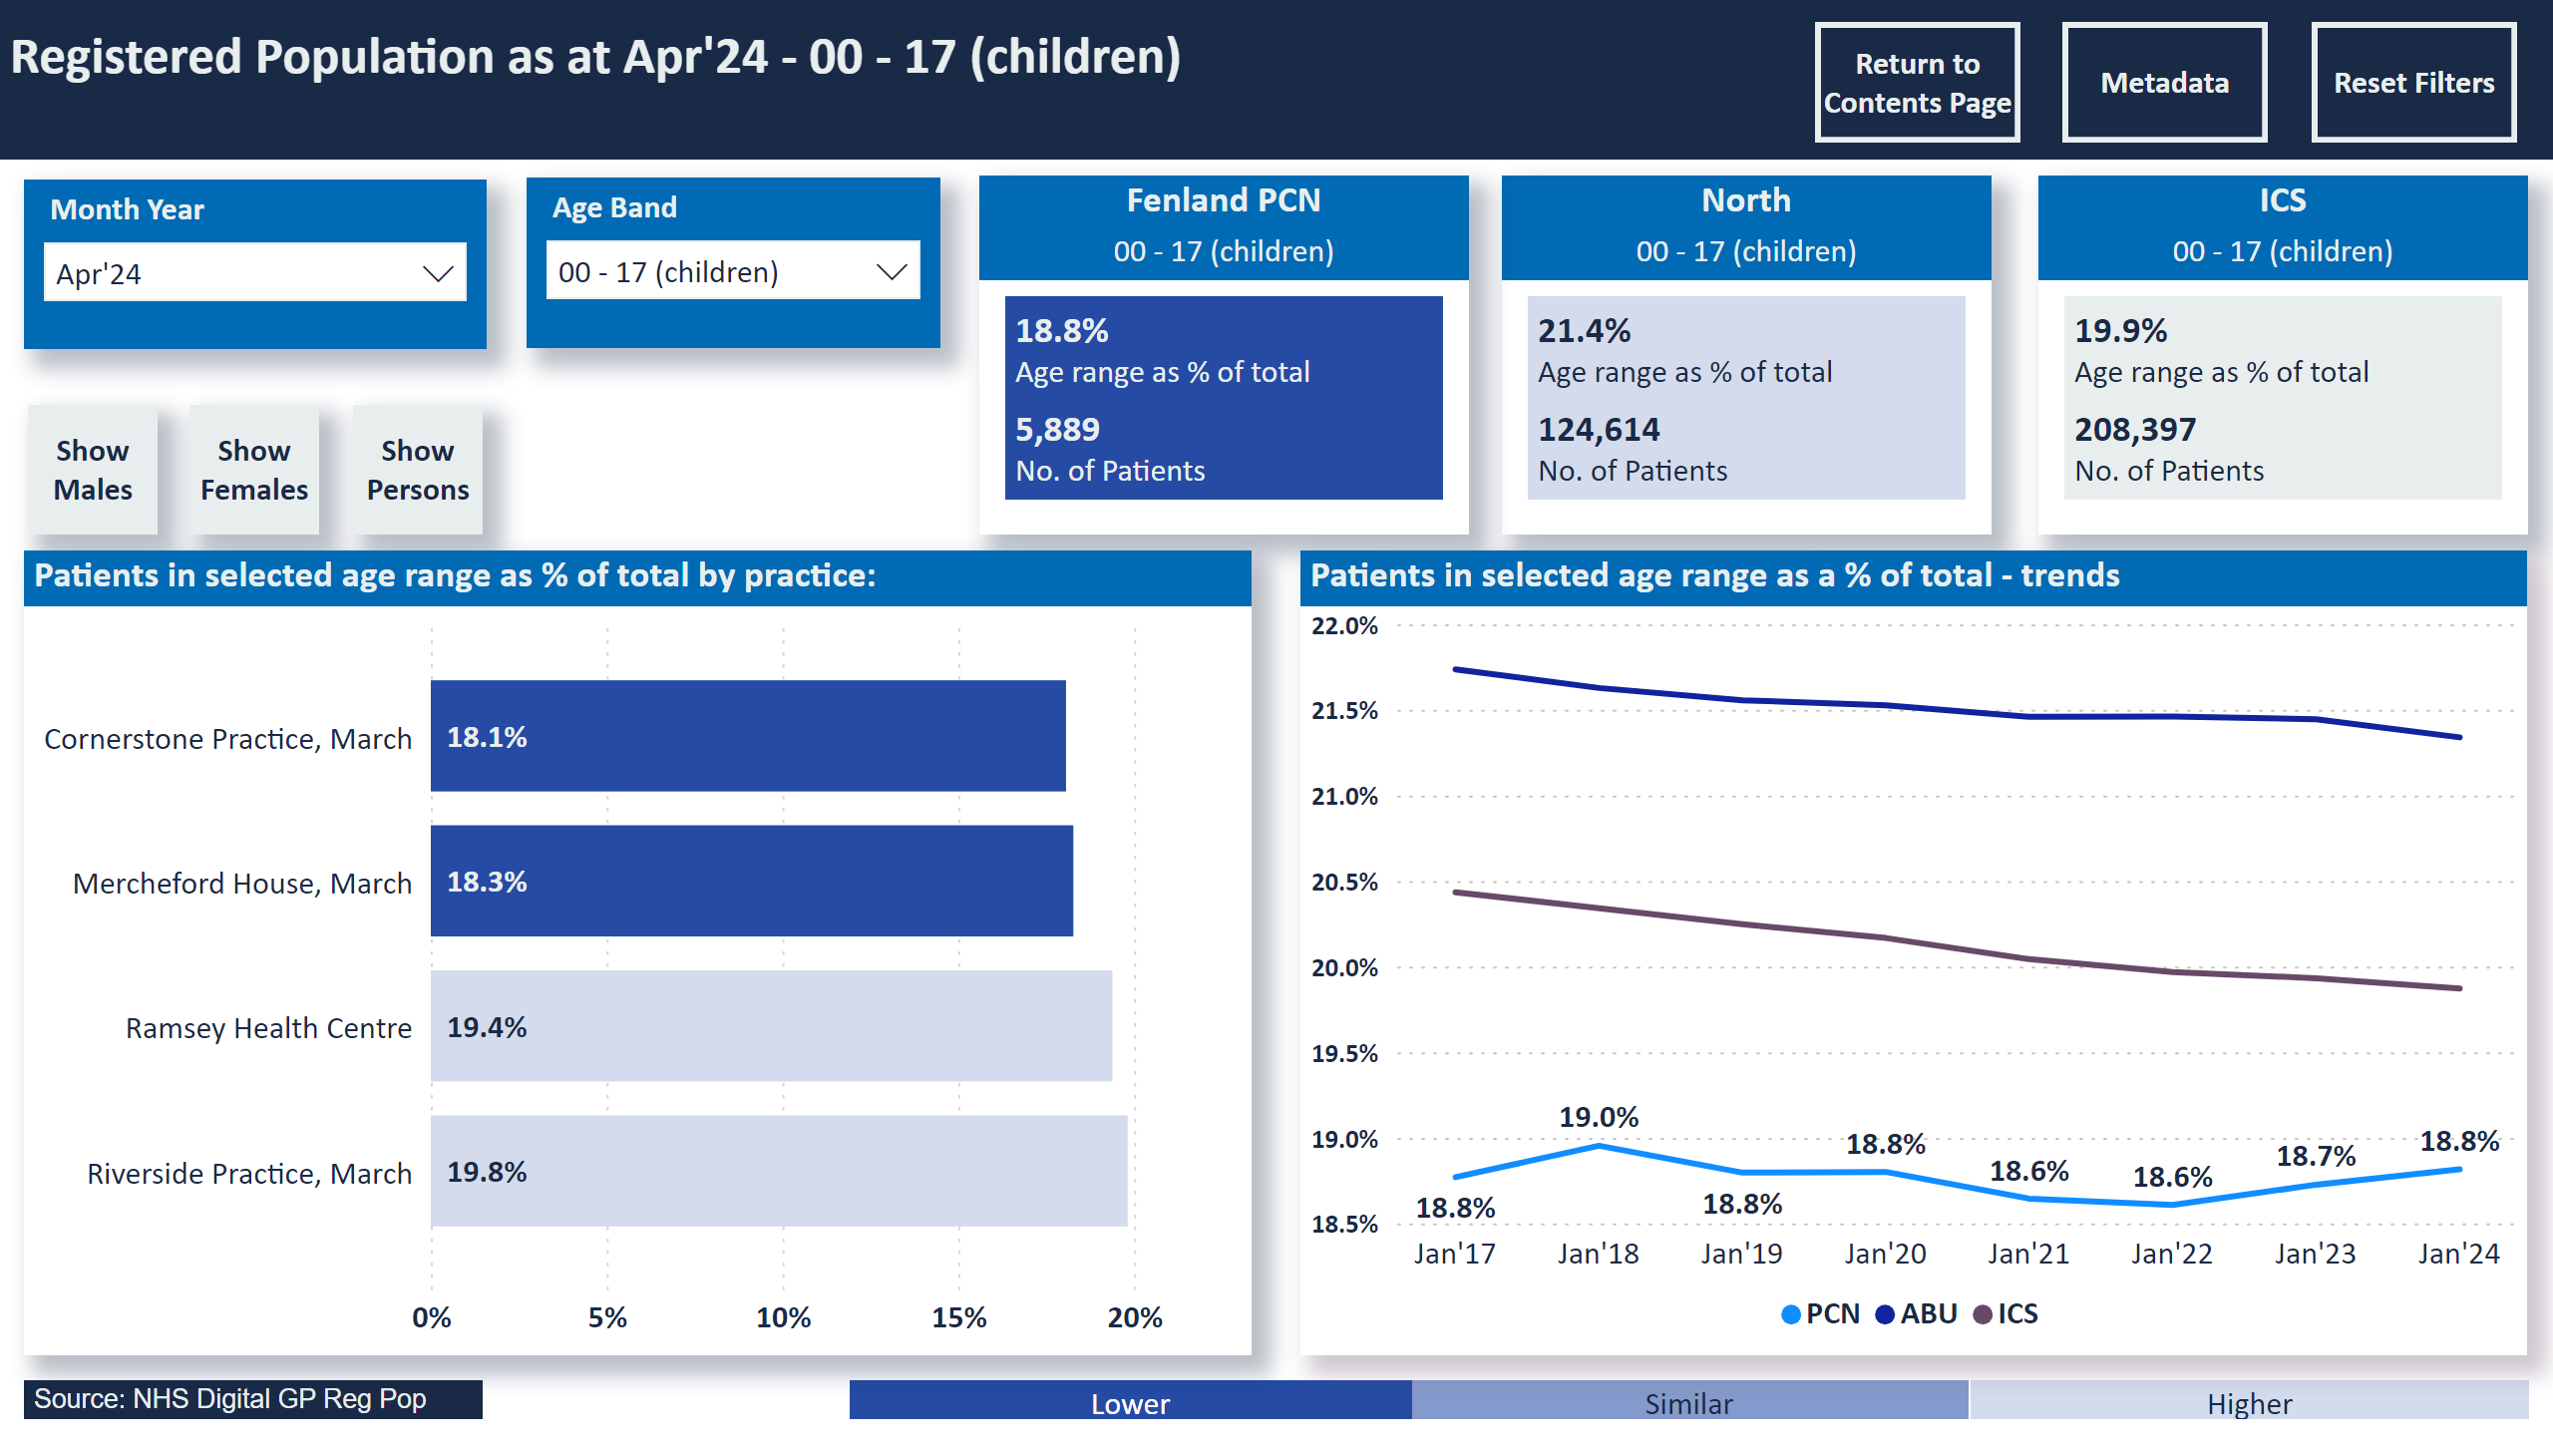 Registered Population as at Apr'24 - 00 - 17 (children)
Return to
Contents Page
Metadata
Reset Filters
Month Year
Apr'24
Age Band
00 - 17 (children)
Fenland PCN
00 - 17 (children)
18.8%
Age range as % of total
5,889
No. of Patients
North
00 - 17 (children)
21.4%
Age range as % of total
124,614
No. of Patients
ICS
00 - 17 (children)
19.9%
Age range as % of total
208,397
No. of Patients
Show
Males
Show
Females
Show
Persons
Patients in selected age range as % of total by practice:
Cornerstone Practice, March
18.1%
Mercheford House, March
18.3%
Ramsey Health Centre
19.4%
Riverside Practice, March
19.8%
0%
5%
10%
15%
20%
Patients in selected age range as a % of total - trends
22.0%
21.5%
21.0%
20.5%
20.0%
19.5%
19.0%
18.5%
18.8%
19.0%
18.8%
18.8%
18.6%
18.6%
18.7%
18.8%
Jan'17
Jan'18
Jan'19
Jan'20
Jan'21
Jan'22
Jan'23
Jan'24
PCN
ABU
ICS
Source: NHS Digital GP Reg Pop
Lower
Similar
Higher